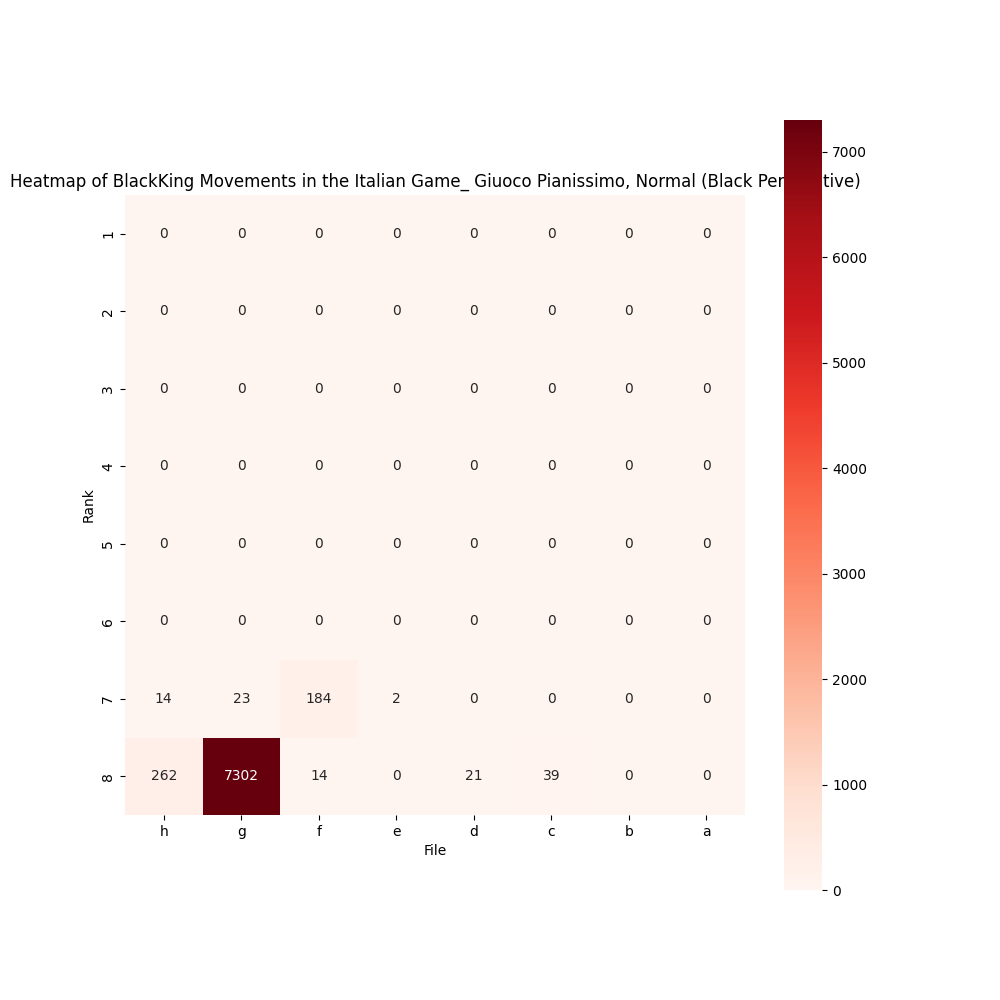 Heatmap of BlackKing Movements in the Italian Game_ Giuoco Pianissimo, Normal (Black Per tive)
1 0 0 0 0 0 0 0 0
2 0 0 0 0 0 0 0 0
3 0 0 0 0 0 0 0 0
4 0 0 0 0 0 0 0 0
Rank
5 0 0 0 0 0 0 0 0
6 0 0 0 0 0 0 0 0
7 14 23 184 2 0 0 0 0
8 262 7302 14 0 21 39 0 0
h g f e d c b a
File
7000
6000
5000
4000
3000
2000
1000
0